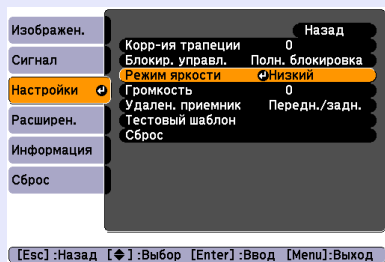 Изображен.
Сигнал
Настройки
Расширен.
Информация
Сброс
Назад
Корр-ия трапеции 0
Блокир. управл. Полн. блокировка
Режим яркости Низкий
Громкость 0
Удален. приемник Передн./задн.
Тестовый шаблон
Сброс
[Esc] :Назад [◆] :Выбор [Enter] :Ввод [Menu]:Выход